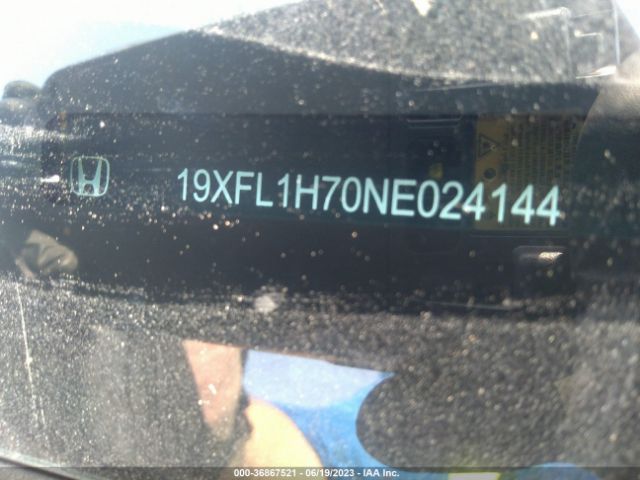 19XFL1H70NE024144
000-36867521 - 06/19/2023 - IAA Inc.